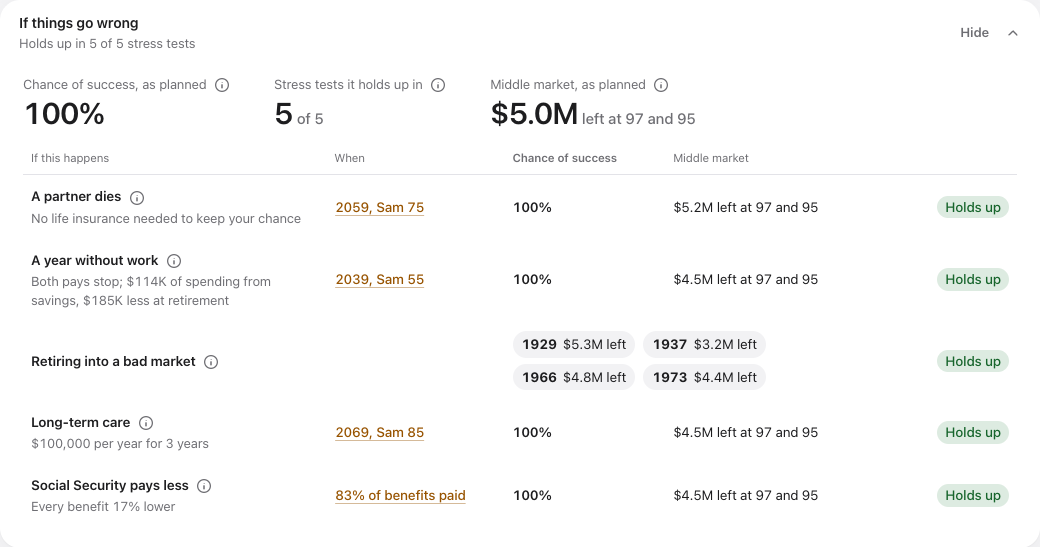 If things go wrong
Holds up in 5 of 5 stress tests
Hide
Chance of success, as planned
100%
Stress tests it holds up in
5 of 5
Middle market, as planned
$5.0M left at 97 and 95
If this happens
When
Chance of success
Middle market
A partner dies
No life insurance needed to keep your chance
2059, Sam 75
100%
$5.2M left at 97 and 95
Holds up
A year without work
Both pays stop; $114K of spending from
savings, $185K less at retirement
2039, Sam 55
100%
$4.5M left at 97 and 95
Holds up
Retiring into a bad market
1929 $5.3M left
1937 $3.2M left
1966 $4.8M left
1973 $4.4M left
Holds up
Long-term care
$100,000 per year for 3 years
2069, Sam 85
100%
$4.5M left at 97 and 95
Holds up
Social Security pays less
Every benefit 17% lower
83% of benefits paid
100%
$4.5M left at 97 and 95
Holds up